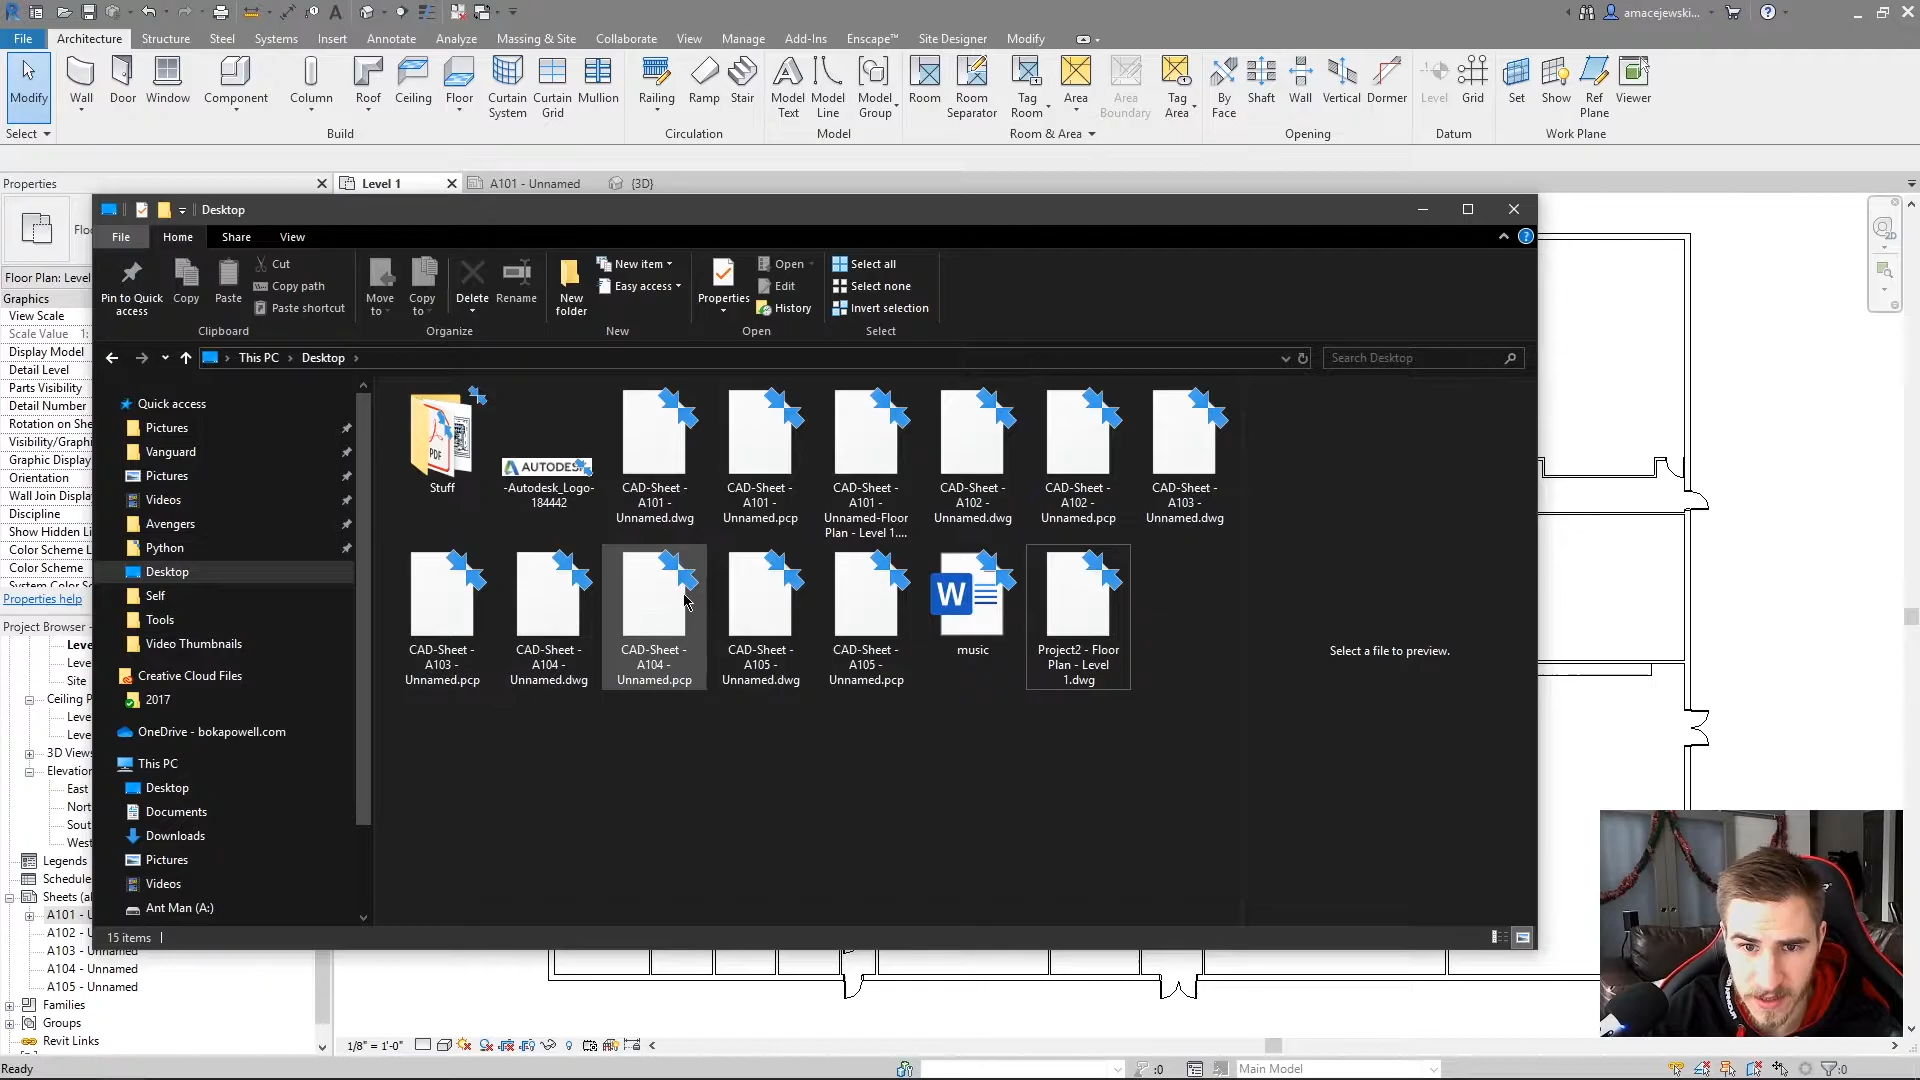 amacejewski...
File Architecture Structure Steel Systems Insert Annotate Analyze Massing & Site Collaborate View Manage Add-Ins Enscape™ Site Designer Modify
Modify Wall Door Window Component Column Roof Ceiling Floor Curtain System Curtain Grid Mullion Railing Ramp Stair Model Text Model Line Model Group Room Room Separator Tag Room Area Area Boundary Tag Area By Face Shaft Wall Vertical Dormer Level Grid Set Show Ref Plane Viewer
Select Build Circulation Model Room & Area Opening Datum Work Plane
Properties Level 1 A101 - Unnamed {3D}
Floor Plan: Level
Graphics
View Scale
Scale Value 1:
Display Model
Detail Level
Parts Visibility
Detail Number
Rotation on She
Visibility/Graphi
Graphic Display
Orientation
Wall Join Displa
Discipline
Show Hidden Li
Color Scheme L
Color Scheme
Properties help
Project Browser -
Leve
Leve
Site
Ceiling P
Leve
Leve
3D Views
Elevation
East
Nort
Sout
West
Legends
Schedule
Sheets (al
A101 - U
A102 - U
A103 - Unnamed
A104 - Unnamed
A105 - Unnamed
Families
Groups
Revit Links
Desktop
File Home Share View
Pin to Quick access Copy Paste Cut Copy path Paste shortcut
Move to Copy to Delete Rename
New folder New item Easy access
Properties Open Edit History
Select all Select none Invert selection
Clipboard Organize New Open Select
This PC Desktop Search Desktop
Quick access
Pictures
Vanguard
Pictures
Videos
Avengers
Python
Desktop
Self
Tools
Video Thumbnails
Creative Cloud Files
2017
OneDrive - bokapowell.com
This PC
Desktop
Documents
Downloads
Pictures
Videos
Ant Man (A:)
PDF
Stuff
AUTODESK
-Autodesk_Logo-
184442
CAD-Sheet -
A101 -
Unnamed.dwg
CAD-Sheet -
A101 -
Unnamed.pcp
CAD-Sheet -
A101 -
Unnamed-Floor
Plan - Level 1....
CAD-Sheet -
A102 -
Unnamed.dwg
CAD-Sheet -
A102 -
Unnamed.pcp
CAD-Sheet -
A103 -
Unnamed.dwg
CAD-Sheet -
A103 -
Unnamed.pcp
CAD-Sheet -
A104 -
Unnamed.dwg
CAD-Sheet -
A104 -
Unnamed.pcp
CAD-Sheet -
A105 -
Unnamed.dwg
CAD-Sheet -
A105 -
Unnamed.pcp
W
music
Project2 - Floor
Plan - Level
1.dwg
Select a file to preview.
15 items
1/8" = 1'-0"
Ready :0 Main Model :0